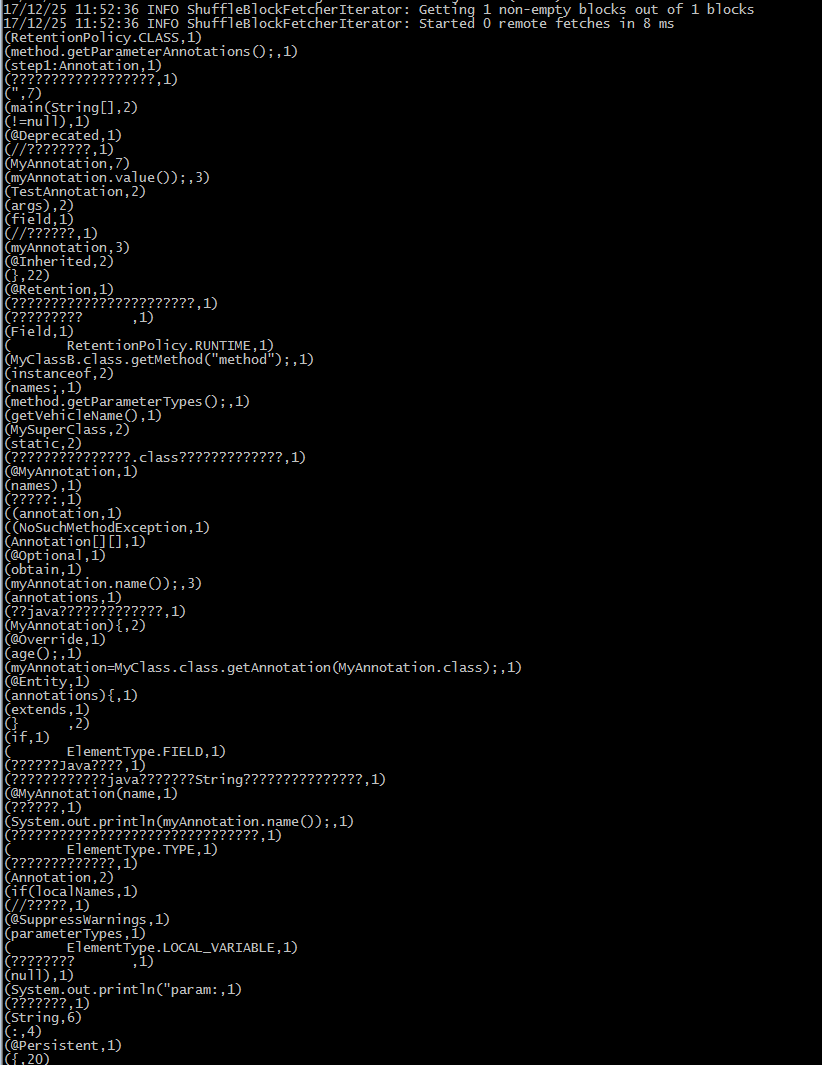 17/12/25 11:52:36 INFO ShuffleBlockFetcherIterator: Getting 1 non-empty blocks out of 1 blocks
17/12/25 11:52:36 INFO ShuffleBlockFetcherIterator: Started 0 remote fetches in 8 ms
(RetentionPolicy.CLASS,1)
(method.getParameterAnnotations();,1)
(step1:Annotation,1)
(??????????????????,1)
(",7)
(main(String[],2)
(!=null),1)
(@Deprecated,1)
(//????????,1)
(MyAnnotation,7)
(myAnnotation.value());,3)
(TestAnnotation,2)
(args),2)
(field,1)
(//??????,1)
(myAnnotation,3)
(@Inherited,2)
(},22)
(@Retention,1)
(???????????????????????,1)
(?????????      ,1)
(Field,1)
(       RetentionPolicy.RUNTIME,1)
(MyClassB.class.getMethod("method");,1)
(instanceof,2)
(names;,1)
(method.getParameterTypes();,1)
(getVehicleName(),1)
(MySuperClass,2)
(static,2)
(???????????????.class?????????????,1)
(@MyAnnotation,1)
(names),1)
(?????:,1)
((annotation,1)
((NoSuchMethodException,1)
(Annotation[][],1)
(@Optional,1)
(obtain,1)
(myAnnotation.name());,3)
(annotations,1)
(??java?????????????,1)
(MyAnnotation){,2)
(@Override,1)
(age();,1)
(myAnnotation=MyClass.class.getAnnotation(MyAnnotation.class);,1)
(@Entity,1)
(annotations){,1)
(extends,1)
(}      ,2)
(if,1)
(       ElementType.FIELD,1)
(??????Java????,1)
(????????????java???????String???????????????,1)
(@MyAnnotation(name,1)
(??????,1)
(System.out.println(myAnnotation.name());,1)
(???????????????????????????????,1)
(       ElementType.TYPE,1)
(?????????????,1)
(Annotation,2)
(if(localNames,1)
(//?????,1)
(@SuppressWarnings,1)
(parameterTypes,1)
(       ElementType.LOCAL_VARIABLE,1)
(????????       ,1)
(null),1)
(System.out.println("param:,1)
(???????,1)
(String,6)
(:,4)
(@Persistent,1)
({,20)